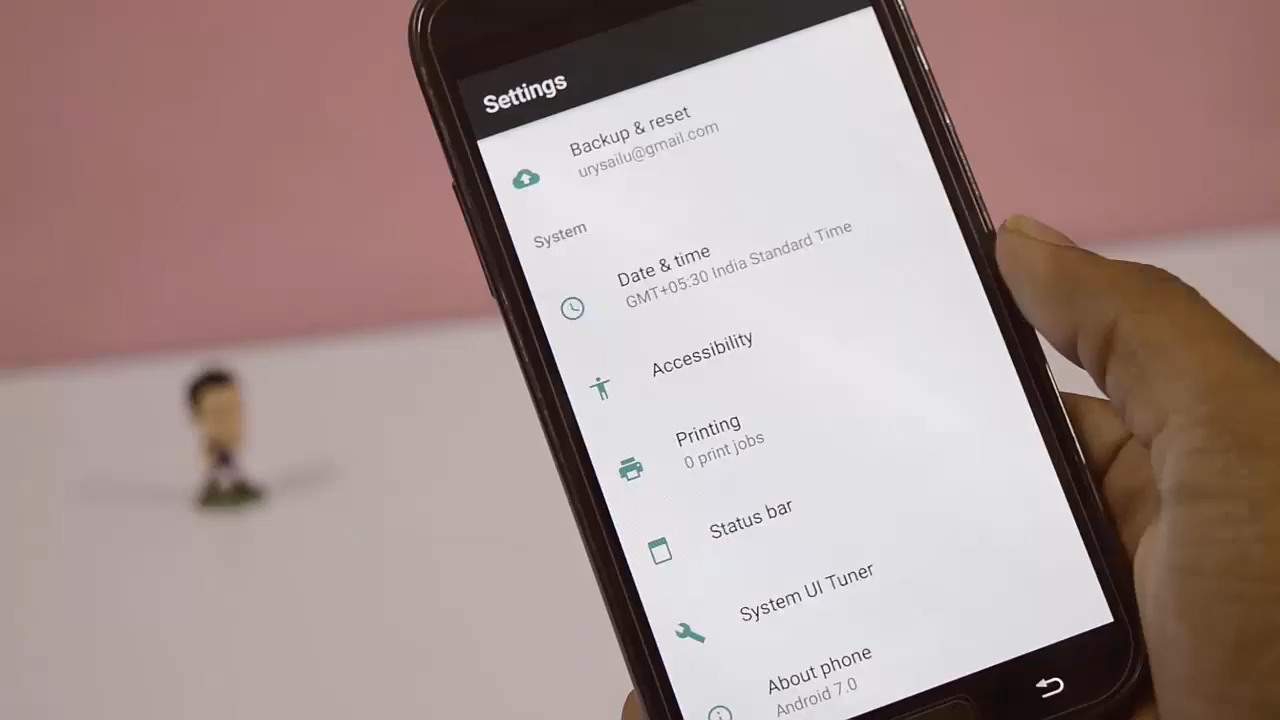 Settings
Backup & reset
urysailu@gmail.com
System
Date & time
GMT+05:30 India Standard Time
Accessibility
Printing
0 print jobs
Status bar
System UI Tuner
About phone
Android 7.0